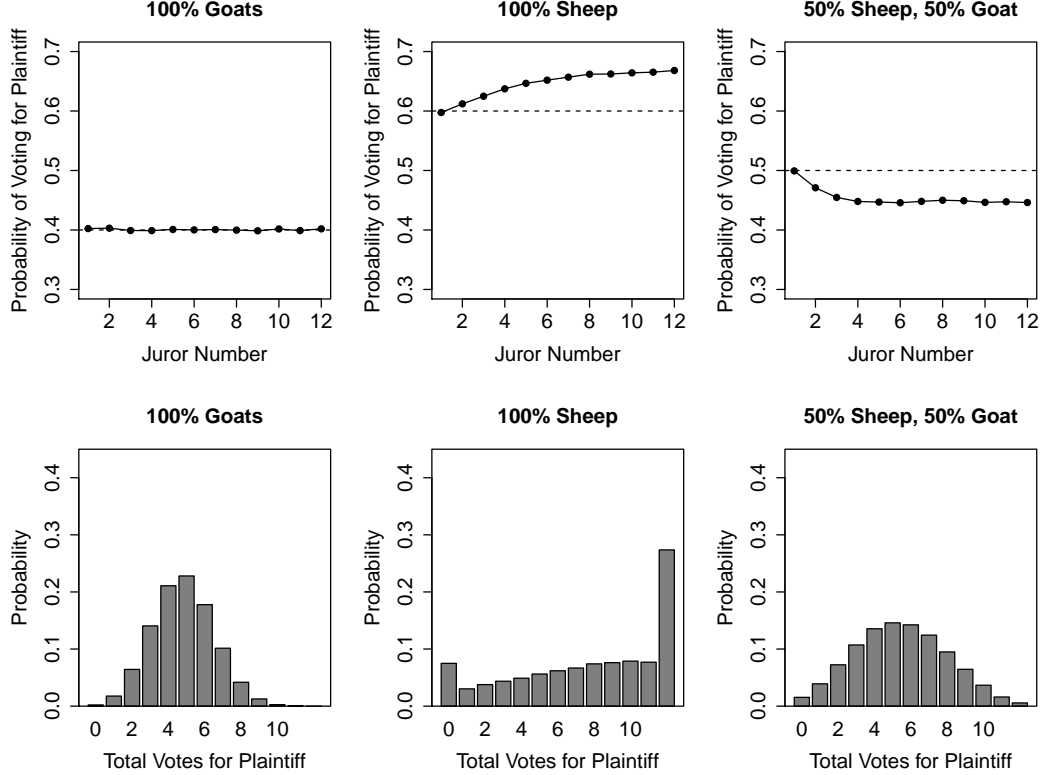 100% Goats
100% Sheep
50% Sheep, 50% Goat
Probability of Voting for Plaintiff
0.3 0.4 0.5 0.6 0.7
2 4 6 8 10 12
Juror Number
Probability of Voting for Plaintiff
0.3 0.4 0.5 0.6 0.7
2 4 6 8 10 12
Juror Number
Probability of Voting for Plaintiff
0.3 0.4 0.5 0.6 0.7
2 4 6 8 10 12
Juror Number
100% Goats
100% Sheep
50% Sheep, 50% Goat
Probability
0.0 0.1 0.2 0.3 0.4
0 2 4 6 8 10
Total Votes for Plaintiff
Probability
0.0 0.1 0.2 0.3 0.4
0 2 4 6 8 10
Total Votes for Plaintiff
Probability
0.0 0.1 0.2 0.3 0.4
0 2 4 6 8 10
Total Votes for Plaintiff